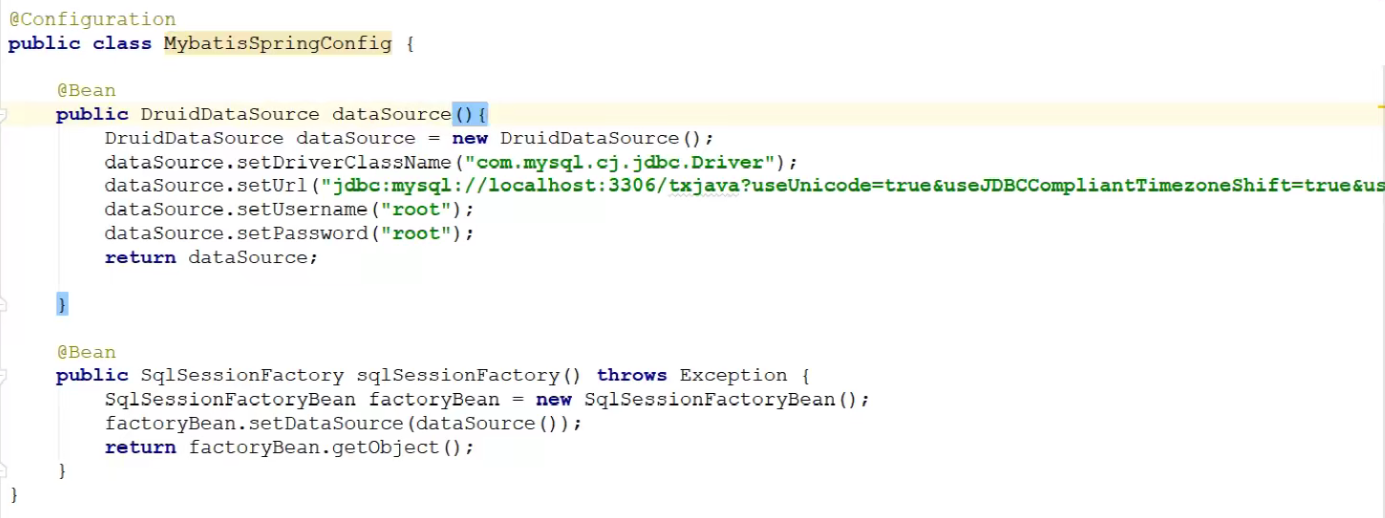 @Configuration
public class MybatisSpringConfig {
@Bean
public DruidDataSource dataSource(){
DruidDataSource dataSource = new DruidDataSource();
dataSource.setDriverClassName("com.mysql.cj.jdbc.Driver");
dataSource.setUrl("jdbc:mysql://localhost:3306/txjava?useUnicode=true&useJDBCCompliantTimezoneShift=true&us
dataSource.setUsername("root");
dataSource.setPassword("root");
return dataSource;
}
@Bean
public SqlSessionFactory sqlSessionFactory() throws Exception {
SqlSessionFactoryBean factoryBean = new SqlSessionFactoryBean();
factoryBean.setDataSource(dataSource());
return factoryBean.getObject();
}
}